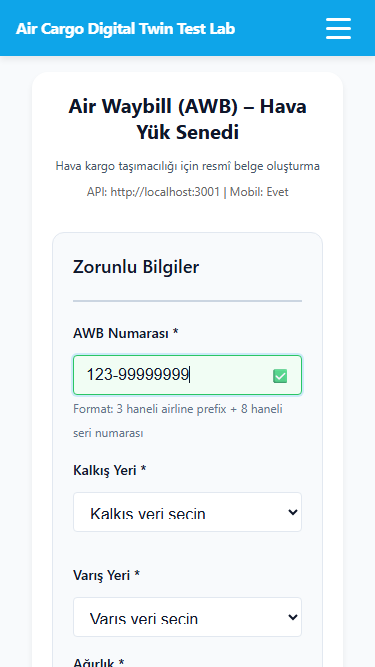 Air Cargo Digital Twin Test Lab
Air Waybill (AWB) – Hava
Yük Senedi
Hava kargo taşımacılığı için resmî belge oluşturma
API: http://localhost:3001 | Mobil: Evet
Zorunlu Bilgiler
AWB Numarası *
123-99999999
Format: 3 haneli airline prefix + 8 haneli
seri numarası
Kalkış Yeri *
Kalkış yeri seçin
Varış Yeri *
Varış yeri seçin
Ağırlık *